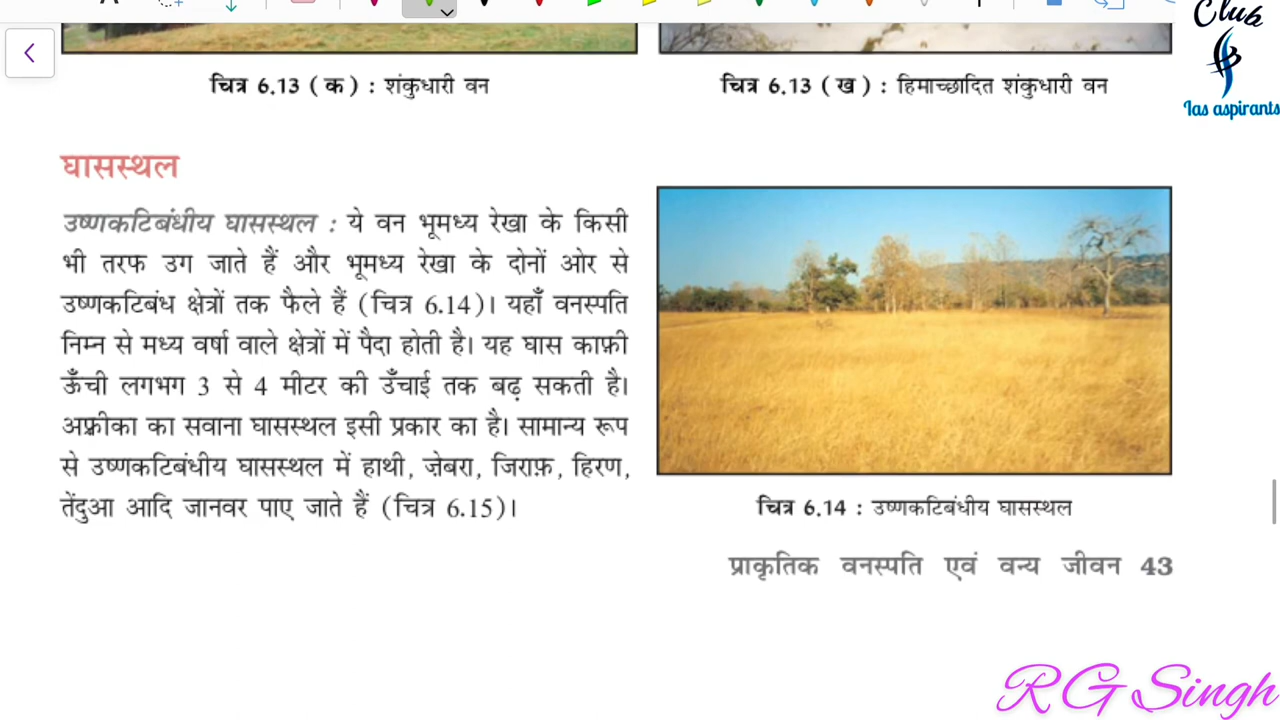 Club
Ias aspirants
चित्र 6.13 (क) : शंकुधारी वन
चित्र 6.13 (ख) : हिमाच्छादित शंकुधारी वन
घासस्थल
उष्णकटिबंधीय घासस्थल : ये वन भूमध्य रेखा के किसी
भी तरफ उग जाते हैं और भूमध्य रेखा के दोनों ओर से
उष्णकटिबंध क्षेत्रों तक फैले हैं (चित्र 6.14)। यहाँ वनस्पति
निम्न से मध्य वर्षा वाले क्षेत्रों में पैदा होती है। यह घास काफ़ी
ऊँची लगभग 3 से 4 मीटर की उँचाई तक बढ़ सकती है।
अफ़्रीका का सवाना घासस्थल इसी प्रकार का है। सामान्य रूप
से उष्णकटिबंधीय घासस्थल में हाथी, ज़ेबरा, जिराफ़, हिरण,
तेंदुआ आदि जानवर पाए जाते हैं (चित्र 6.15)।
चित्र 6.14 : उष्णकटिबंधीय घासस्थल
प्राकृतिक वनस्पति एवं वन्य जीवन 43
RG Singh